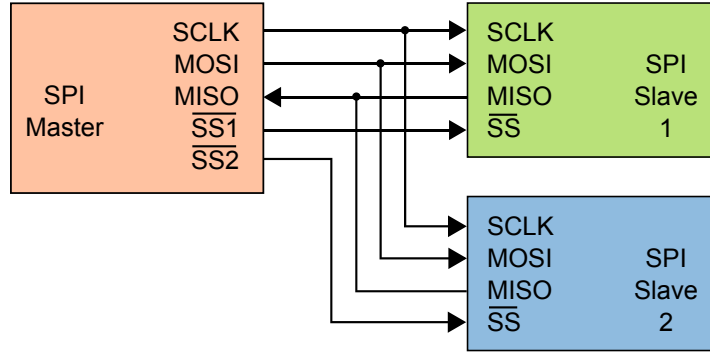 SPI
Master
SCLK
MOSI
MISO
SS1
SS2
SCLK
MOSI
MISO
SS
SPI
Slave
1
SCLK
MOSI
MISO
SS
SPI
Slave
2